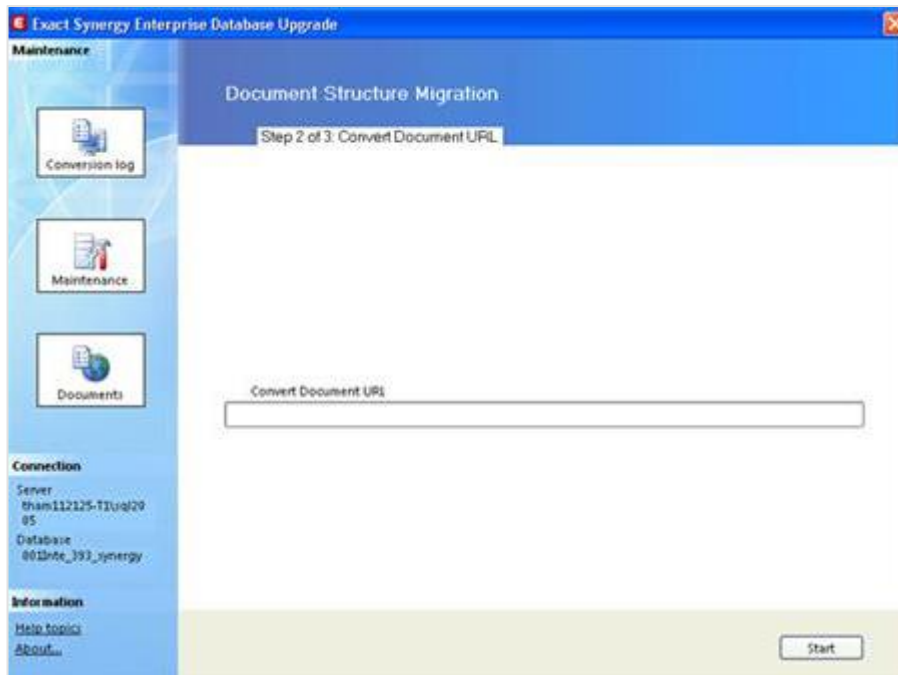 Exact Synergy Enterprise Database Upgrade
Maintenance
Document Structure Migration
Step 2 of 3: Convert Document URL
Conversion log
Maintenance
Documents
Convert Document URL
Connection
Server
Database
Information
Help topics
About...
Start